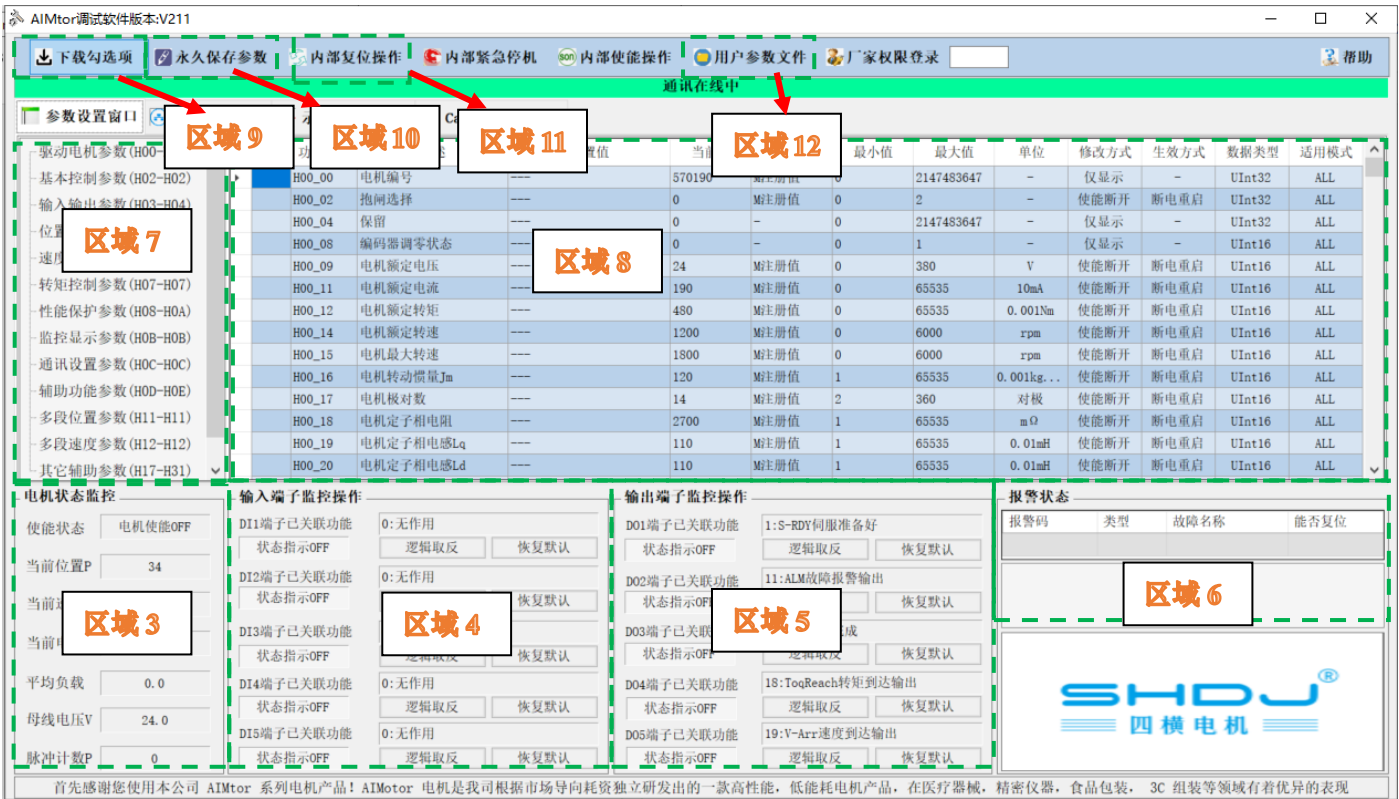 AIMtor调试软件版本:V211
下载勾选项 永久保存参数 内部复位操作 内部紧急停机 内部使能操作 用户参数文件 厂家权限登录 帮助
通讯在线中
参数设置窗口 区域9 区域10 区域11 区域12
驱动电机参数(H00-
基本控制参数(H02-H02)
输入输出参数(H03-H04)
转矩控制参数(H07-H07)
性能保护参数(H08-H0A)
监控显示参数(H0B-H0B)
通讯设置参数(H0C-H0C)
辅助功能参数(H0D-H0E)
多段位置参数(H11-H11)
多段速度参数(H12-H12)
其它辅助参数(H17-H31)
区域7
置值 当前 最小值 最大值 单位 修改方式 生效方式 数据类型 适用模式
H00_00 电机编号 --- 570190 M注册值 0 2147483647 - 仅显示 - UInt32 ALL
H00_02 抱闸选择 --- 0 M注册值 0 2 - 使能断开 断电重启 UInt32 ALL
H00_04 保留 --- 0 - 0 2147483647 - 仅显示 - UInt32 ALL
H00_08 编码器调零状态 --- 0 - 0 1 - 仅显示 - UInt16 ALL
H00_09 电机额定电压 --- 24 M注册值 0 380 V 使能断开 断电重启 UInt16 ALL
H00_11 电机额定电流 --- 190 M注册值 0 65535 10mA 使能断开 断电重启 UInt16 ALL
H00_12 电机额定转矩 --- 480 M注册值 0 65535 0.001Nm 使能断开 断电重启 UInt16 ALL
H00_14 电机额定转速 --- 1200 M注册值 0 6000 rpm 使能断开 断电重启 UInt16 ALL
H00_15 电机最大转速 --- 1800 M注册值 0 6000 rpm 使能断开 断电重启 UInt16 ALL
H00_16 电机转动惯量Jm --- 120 M注册值 1 65535 0.001kg... 使能断开 断电重启 UInt16 ALL
H00_17 电机极对数 --- 14 M注册值 2 360 对极 使能断开 断电重启 UInt16 ALL
H00_18 电机定子相电阻 --- 2700 M注册值 1 65535 mΩ 使能断开 断电重启 UInt16 ALL
H00_19 电机定子相电感Lq --- 110 M注册值 1 65535 0.01mH 使能断开 断电重启 UInt16 ALL
H00_20 电机定子相电感Ld --- 110 M注册值 1 65535 0.01mH 使能断开 断电重启 UInt16 ALL
区域8
电机状态监控
使能状态 电机使能OFF
当前位置P 34
区域3
平均负载 0.0
母线电压V 24.0
脉冲计数P 0
输入端子监控操作
DI1端子已关联功能 0:无作用
状态指示OFF 逻辑取反 恢复默认
DI2端子已关联功能 0:无作用
状态指示OFF 恢复默认
区域4
DI3端子已关联功能
状态指示OFF 逻辑取反 恢复默认
DI4端子已关联功能 0:无作用
状态指示OFF 逻辑取反 恢复默认
DI5端子已关联功能 0:无作用
状态指示OFF 逻辑取反 恢复默认
输出端子监控操作
DO1端子已关联功能 1:S-RDY伺服准备好
状态指示OFF 逻辑取反 恢复默认
DO2端子已关联功能 11:ALM故障报警输出
状态指示OFF 恢复默认
区域5
DO3端子已关联 成
状态指示OFF 逻辑取反 恢复默认
DO4端子已关联功能 18:ToqReach转矩到达输出
状态指示OFF 逻辑取反 恢复默认
DO5端子已关联功能 19:V-Arr速度到达输出
状态指示OFF 逻辑取反 恢复默认
报警状态
报警码 类型 故障名称 能否复位
区域6
SHDJ®
四横电机
首先感谢您使用本公司 AIMtor 系列电机产品！AIMotor 电机是我司根据市场导向耗资独立研发出的一款高性能，低能耗电机产品，在医疗器械，精密仪器，食品包装， 3C 组装等领域有着优异的表现